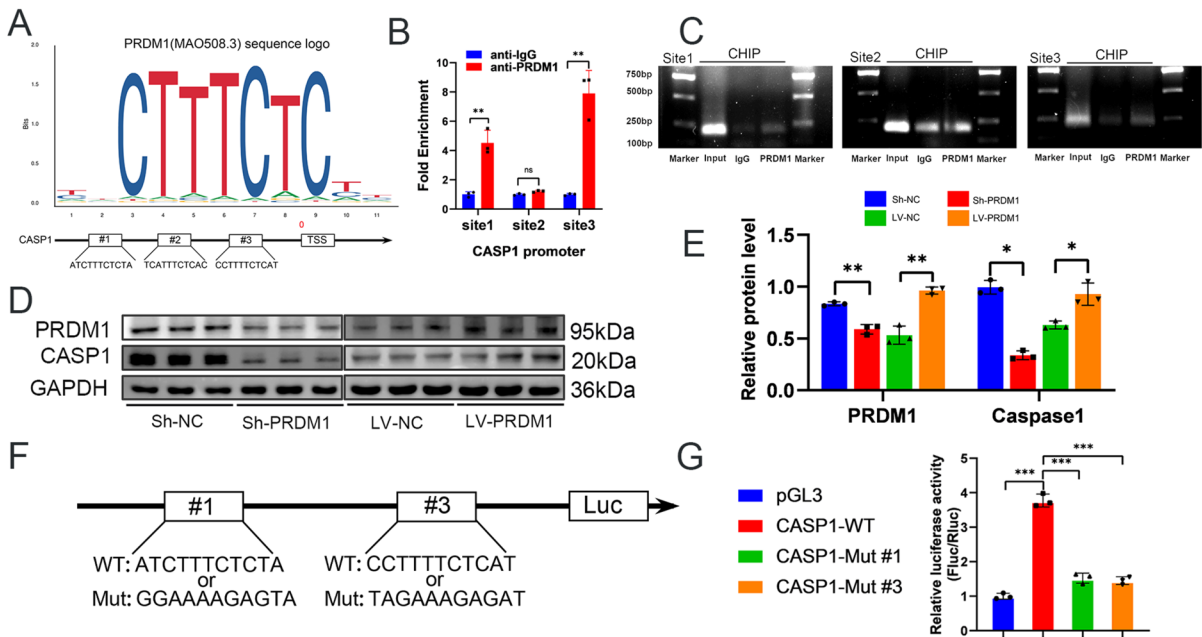 A
PRDM1(MAO508.3) sequence logo
2.0
1.5
1.0
0.5
0.0
Bits
CTTTCTC
1 2 3 4 5 6 7 8 9 10 11
0
CASP1 #1 #2 #3 TSS
ATCTTTCTCTA TCATTTCTCAC CCTTTTCTCAT
B
anti-IgG
anti-PRDM1
Fold Enrichment
10
8
6
4
2
0
** ns **
site1 site2 site3
CASP1 promoter
C
Site1 CHIP Site2 CHIP Site3 CHIP
750bp
500bp
250bp
100bp
Marker Input IgG PRDM1 Marker Marker Input IgG PRDM1 Marker Marker Input IgG PRDM1 Marker
D
PRDM1 95kDa
CASP1 20kDa
GAPDH 36kDa
Sh-NC Sh-PRDM1 LV-NC LV-PRDM1
E
Sh-NC Sh-PRDM1
LV-NC LV-PRDM1
Relative protein level
1.5
1.0
0.5
0.0
** ** * *
PRDM1 Caspase1
F
#1 #3 Luc
WT: ATCTTTCTCTA WT: CCTTTTCTCAT
or or
Mut: GGAAAAGAGTA Mut: TAGAAAGAGAT
G
pGL3
CASP1-WT
CASP1-Mut #1
CASP1-Mut #3
Relative luciferase activity
(Fluc/Rluc)
5
4
3
2
1
0
***
*** ***